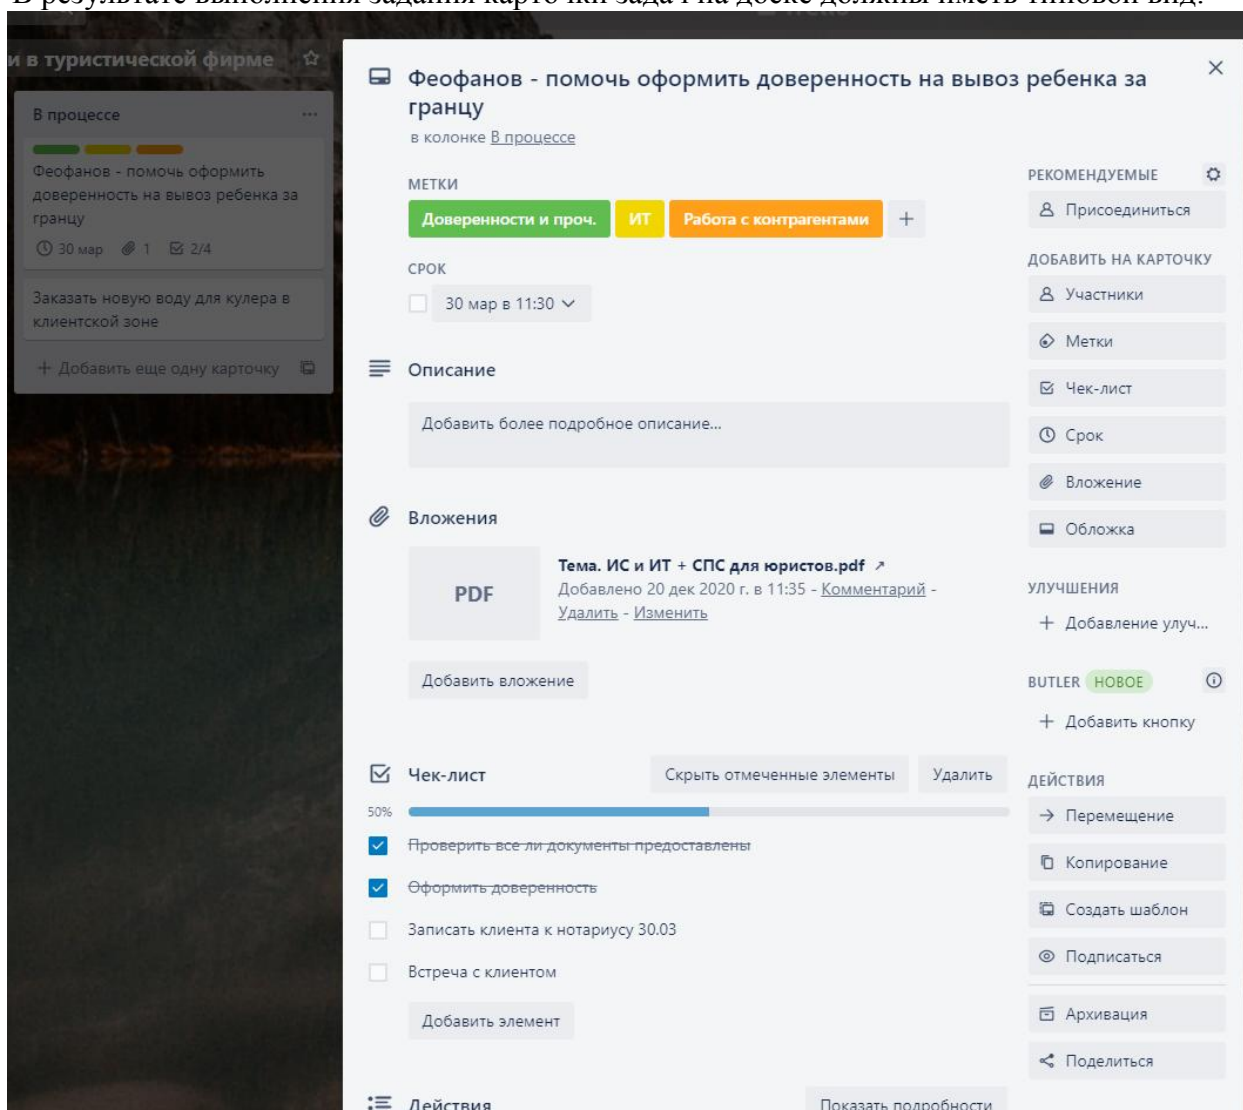 В результате выполнения задания карточки задач на доске должны иметь типовой вид:
и в туристической фирме
В процессе
Феофанов - помочь оформить
доверенность на вывоз ребенка за
гранцу
30 мар 1 2/4
Заказать новую воду для кулера в
клиентской зоне
+ Добавить еще одну карточку
Феофанов - помочь оформить доверенность на вывоз ребенка за
гранцу
в колонке В процессе
МЕТКИ
Доверенности и проч. ИТ Работа с контрагентами +
СРОК
30 мар в 11:30
Описание
Добавить более подробное описание...
Вложения
PDF
Тема. ИС и ИТ + СПС для юристов.pdf ↗
Добавлено 20 дек 2020 г. в 11:35 - Комментарий -
Удалить - Изменить
Добавить вложение
Чек-лист Скрыть отмеченные элементы Удалить
50%
Проверить все ли документы предоставлены
Оформить доверенность
Записать клиента к нотариусу 30.03
Встреча с клиентом
Добавить элемент
Действия Показать подробности
РЕКОМЕНДУЕМЫЕ
Присоединиться
ДОБАВИТЬ НА КАРТОЧКУ
Участники
Метки
Чек-лист
Срок
Вложение
Обложка
УЛУЧШЕНИЯ
+ Добавление улуч...
BUTLER НОВОЕ
+ Добавить кнопку
ДЕЙСТВИЯ
Перемещение
Копирование
Создать шаблон
Подписаться
Архивация
Поделиться